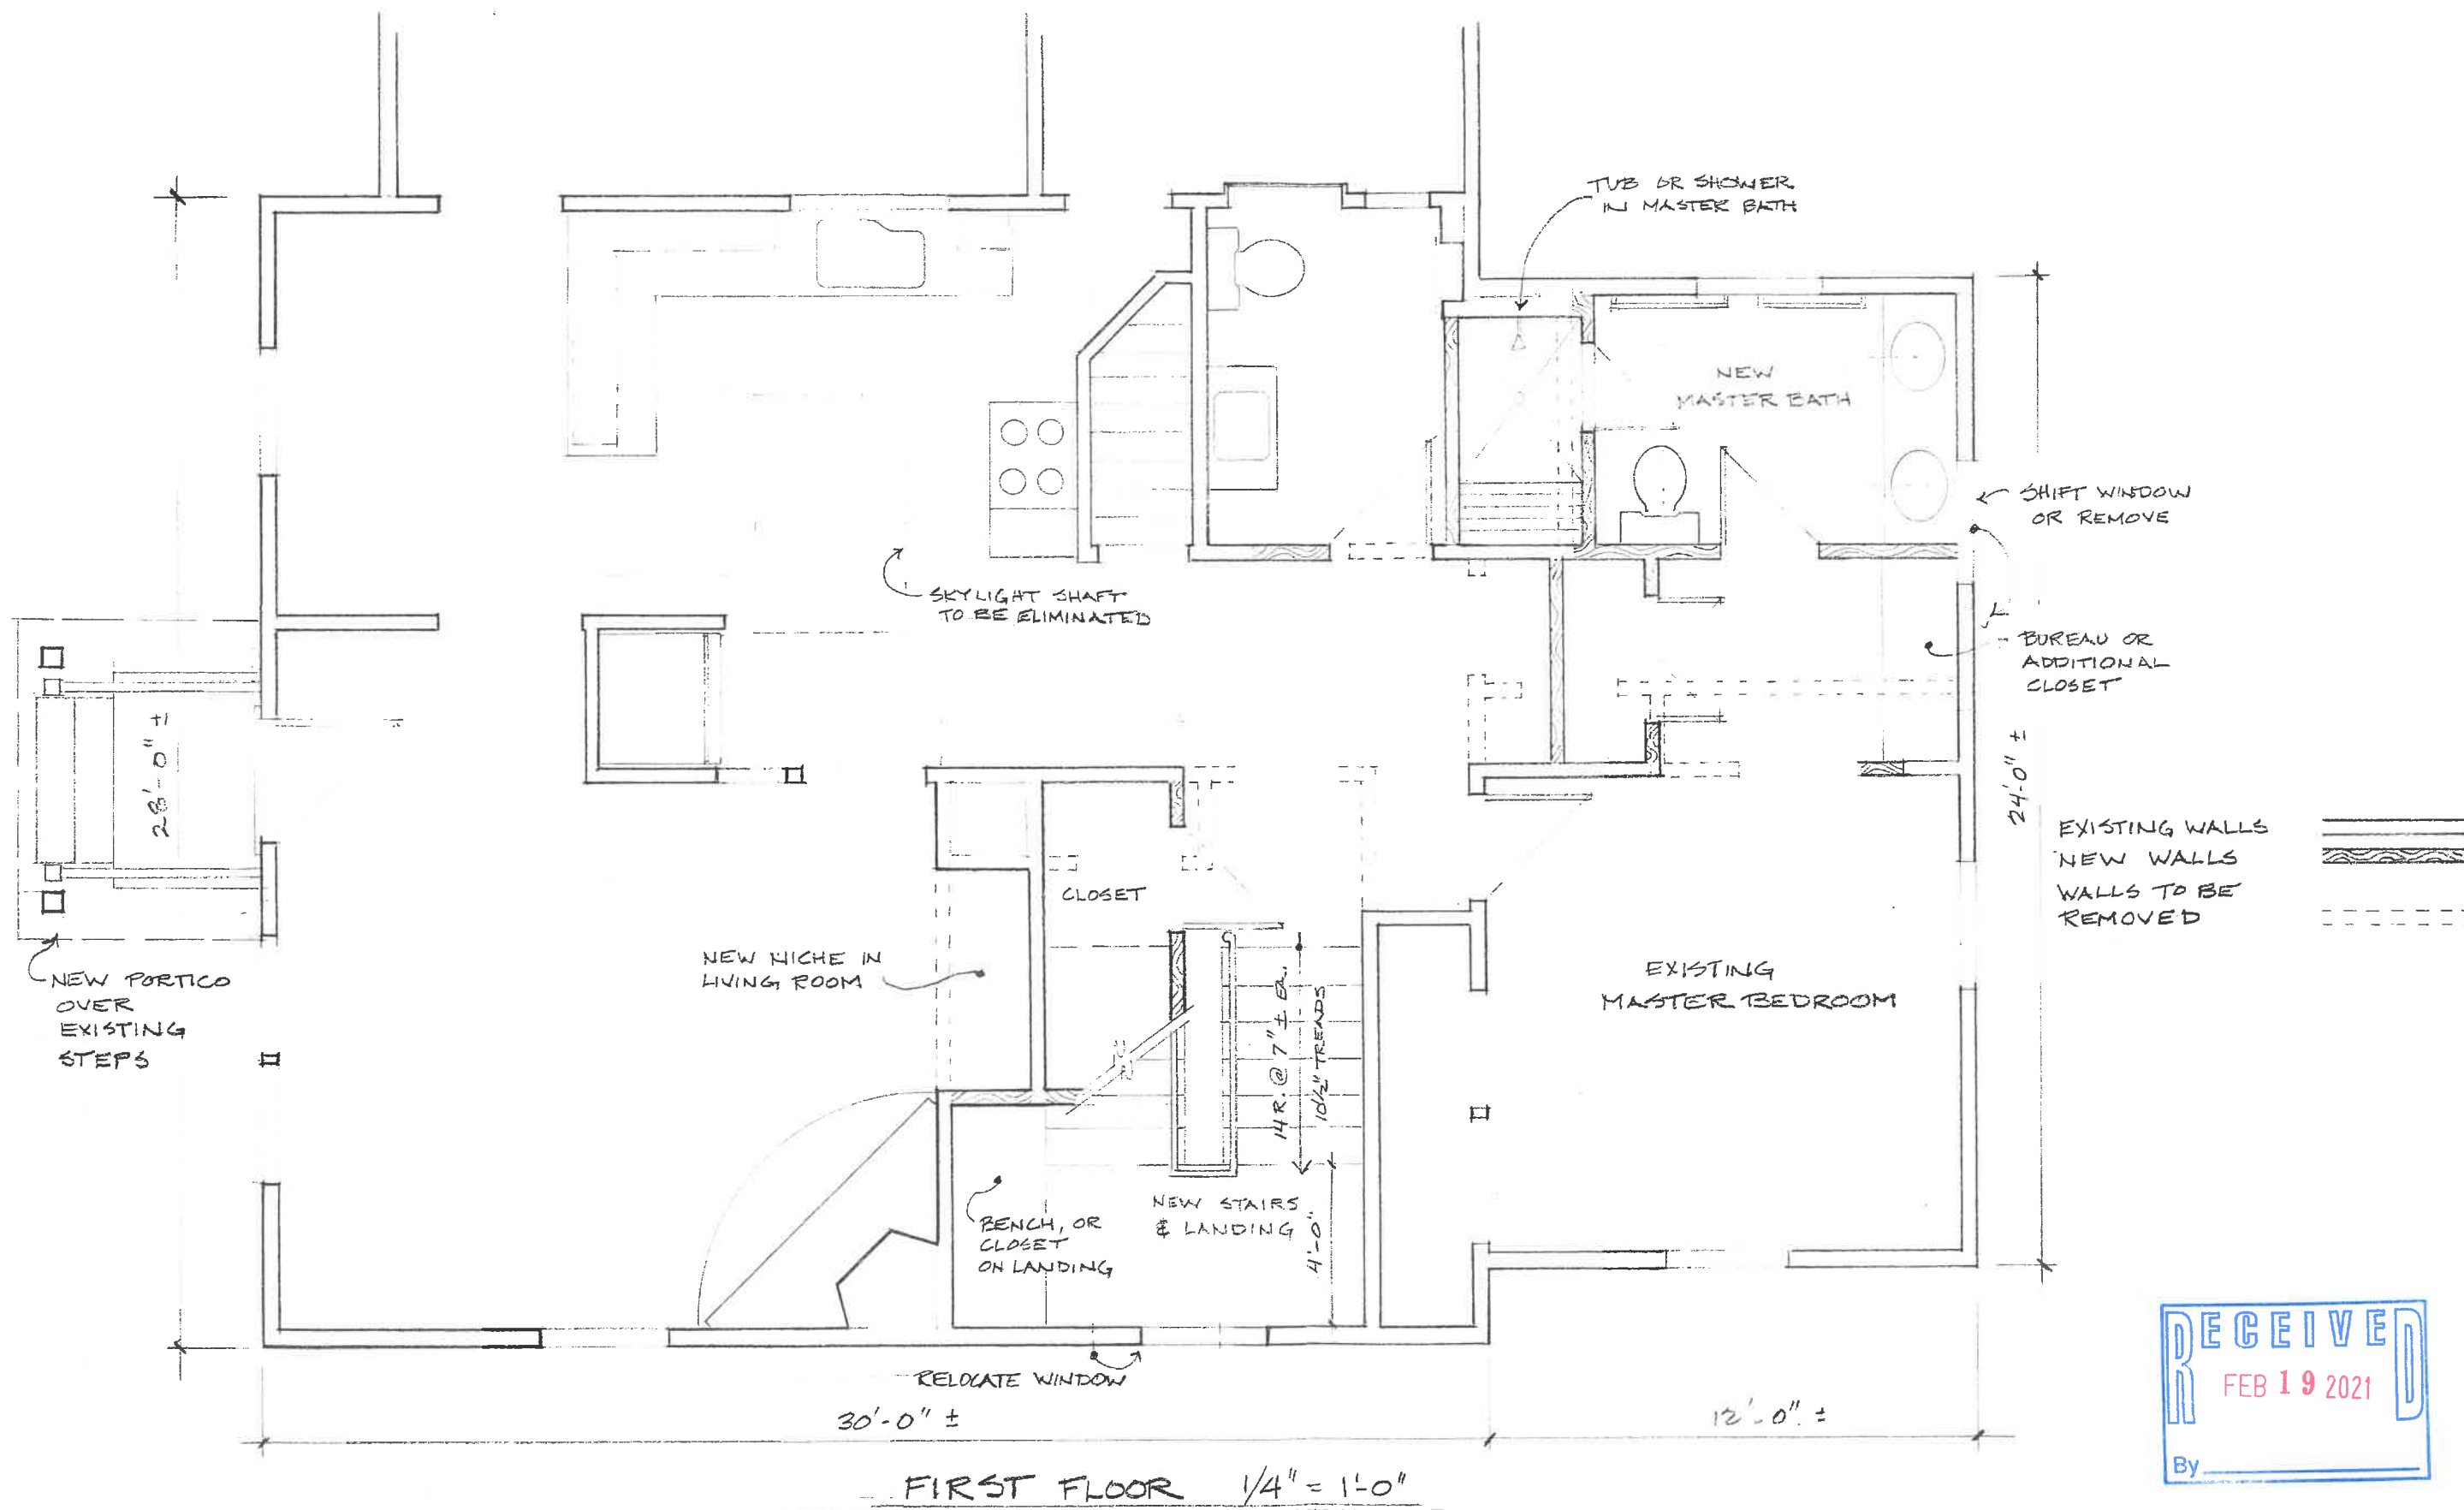 TUB OR SHOWER
IN MASTER BATH
NEW
MASTER BATH
SHIFT WINDOW
OR REMOVE
SKYLIGHT SHAFT
TO BE ELIMINATED
BUREAU OR
ADDITIONAL
CLOSET
28'-0" ±
24'-0" ±
EXISTING WALLS
NEW WALLS
WALLS TO BE
REMOVED
CLOSET
NEW NICHE IN
LIVING ROOM
NEW PORTICO
OVER
EXISTING
STEPS
EXISTING
MASTER BEDROOM
14 R. @ 7" ± EA.
10 1/2" TREADS
NEW STAIRS
& LANDING
4'-0"
BENCH, OR
CLOSET
ON LANDING
RELOCATE WINDOW
30'-0" ±
12'-0" ±
FIRST FLOOR 1/4" = 1'-0"
RECEIVED
FEB 19 2021
By